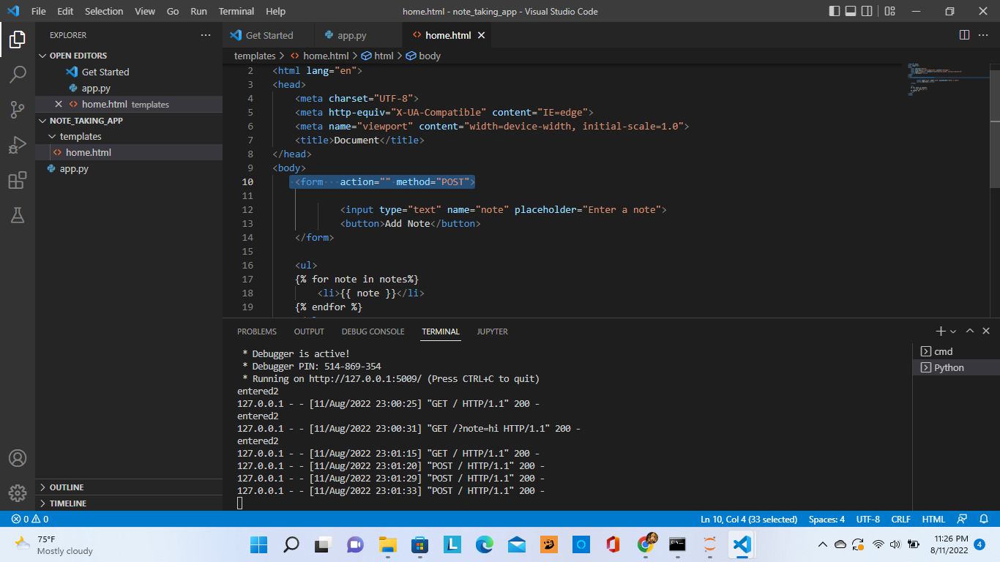 File Edit Selection View Go Run Terminal Help home.html - note_taking_app - Visual Studio Code
EXPLORER
OPEN EDITORS
Get Started
app.py
home.html templates
NOTE_TAKING_APP
templates
home.html
app.py
OUTLINE
TIMELINE
Get Started app.py home.html
templates > home.html > html > body
2 <html lang="en">
3 <head>
4 <meta charset="UTF-8">
5 <meta http-equiv="X-UA-Compatible" content="IE=edge">
6 <meta name="viewport" content="width=device-width, initial-scale=1.0">
7 <title>Document</title>
8 </head>
9 <body>
10 <form action="" method="POST">
11
12 <input type="text" name="note" placeholder="Enter a note">
13 <button>Add Note</button>
14 </form>
15
16 <ul>
17 {% for note in notes%}
18 <li>{{ note }}</li>
19 {% endfor %}
PROBLEMS OUTPUT DEBUG CONSOLE TERMINAL JUPYTER
* Debugger is active!
* Debugger PIN: 514-869-354
* Running on http://127.0.0.1:5009/ (Press CTRL+C to quit)
entered2
127.0.0.1 - - [11/Aug/2022 23:00:25] "GET / HTTP/1.1" 200 -
entered2
127.0.0.1 - - [11/Aug/2022 23:00:31] "GET /?note=hi HTTP/1.1" 200 -
entered2
127.0.0.1 - - [11/Aug/2022 23:01:15] "GET / HTTP/1.1" 200 -
127.0.0.1 - - [11/Aug/2022 23:01:20] "POST / HTTP/1.1" 200 -
127.0.0.1 - - [11/Aug/2022 23:01:29] "POST / HTTP/1.1" 200 -
127.0.0.1 - - [11/Aug/2022 23:01:33] "POST / HTTP/1.1" 200 -
cmd
Python
0 0 Ln 10, Col 4 (33 selected) Spaces: 4 UTF-8 CRLF HTML
75°F
Mostly cloudy
L
11:26 PM
8/11/2022
4